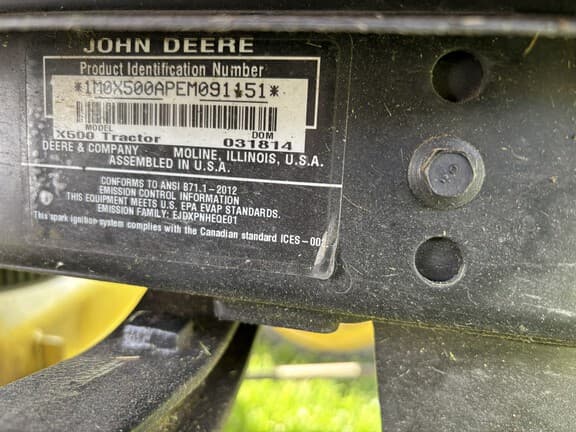 JOHN DEERE
Product Identification Number
*1M0X500APEM091151*
MODEL DOM
X500 Tractor 031814
DEERE & COMPANY MOLINE, ILLINOIS, U.S.A.
ASSEMBLED IN U.S.A.
CONFORMS TO ANSI B71.1-2012
EMISSION CONTROL INFORMATION
THIS EQUIPMENT MEETS U.S. EPA EVAP STANDARDS.
EMISSION FAMILY: EJDXPNHEQE01
This spark ignition system complies with the Canadian standard ICES-002